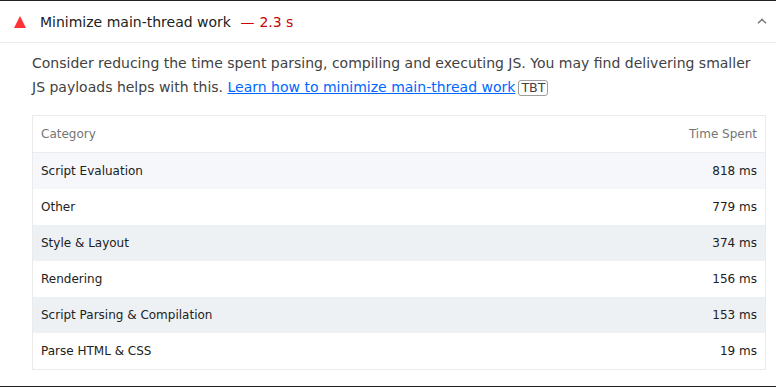 Minimize main-thread work — 2.3 s
Consider reducing the time spent parsing, compiling and executing JS. You may find delivering smaller
JS payloads helps with this. Learn how to minimize main-thread work TBT
Category Time Spent
Script Evaluation 818 ms
Other 779 ms
Style & Layout 374 ms
Rendering 156 ms
Script Parsing & Compilation 153 ms
Parse HTML & CSS 19 ms